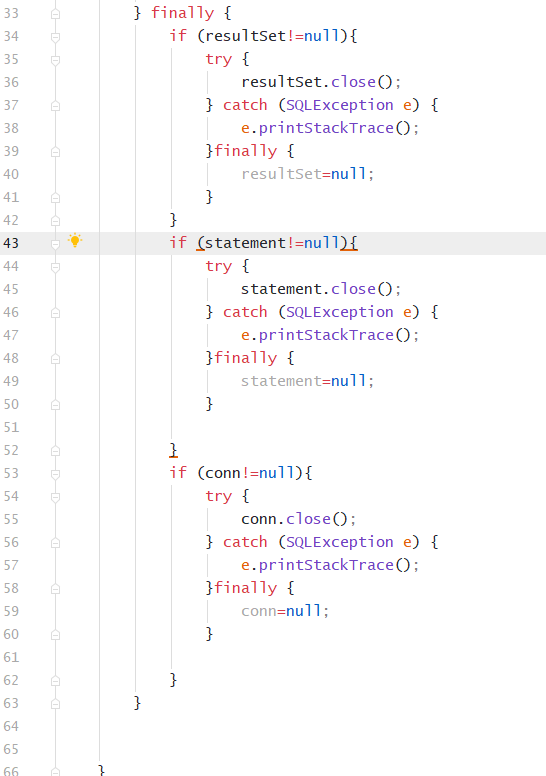 33 } finally {
34 if (resultSet!=null){
35 try {
36 resultSet.close();
37 } catch (SQLException e) {
38 e.printStackTrace();
39 }finally {
40 resultSet=null;
41 }
42 }
43 if (statement!=null){
44 try {
45 statement.close();
46 } catch (SQLException e) {
47 e.printStackTrace();
48 }finally {
49 statement=null;
50 }
51
52 }
53 if (conn!=null){
54 try {
55 conn.close();
56 } catch (SQLException e) {
57 e.printStackTrace();
58 }finally {
59 conn=null;
60 }
61
62 }
63 }
64
65
66 }